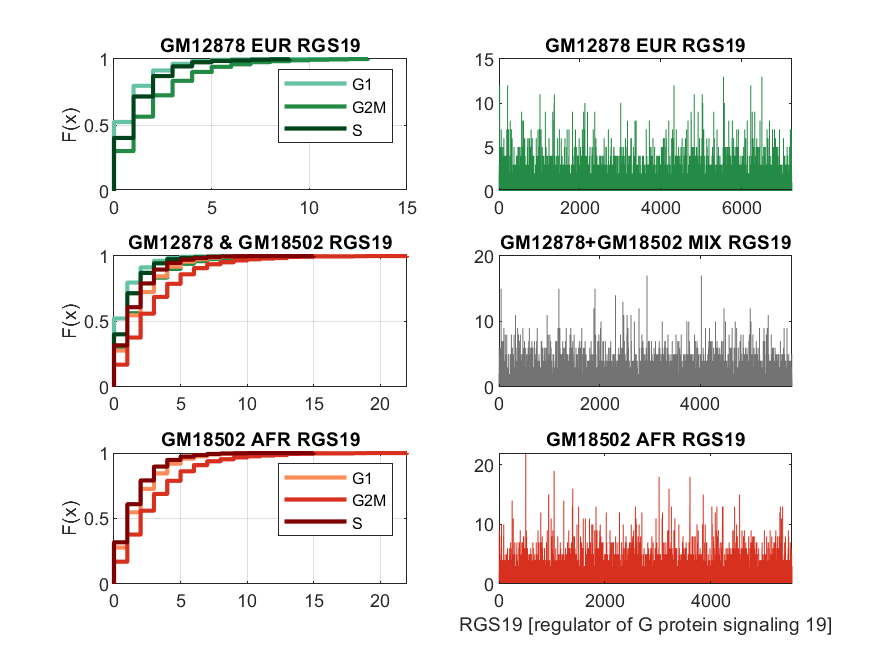 GM12878 EUR RGS19
F(x)
1
0.5
0
0 5 10 15
G1
G2M
S
GM12878 EUR RGS19
15
10
5
0
0 2000 4000 6000
GM12878 & GM18502 RGS19
F(x)
1
0.5
0
0 5 10 15 20
GM12878+GM18502 MIX RGS19
20
10
0
0 2000 4000
GM18502 AFR RGS19
F(x)
1
0.5
0
0 5 10 15 20
G1
G2M
S
GM18502 AFR RGS19
20
10
0
0 2000 4000
RGS19 [regulator of G protein signaling 19]